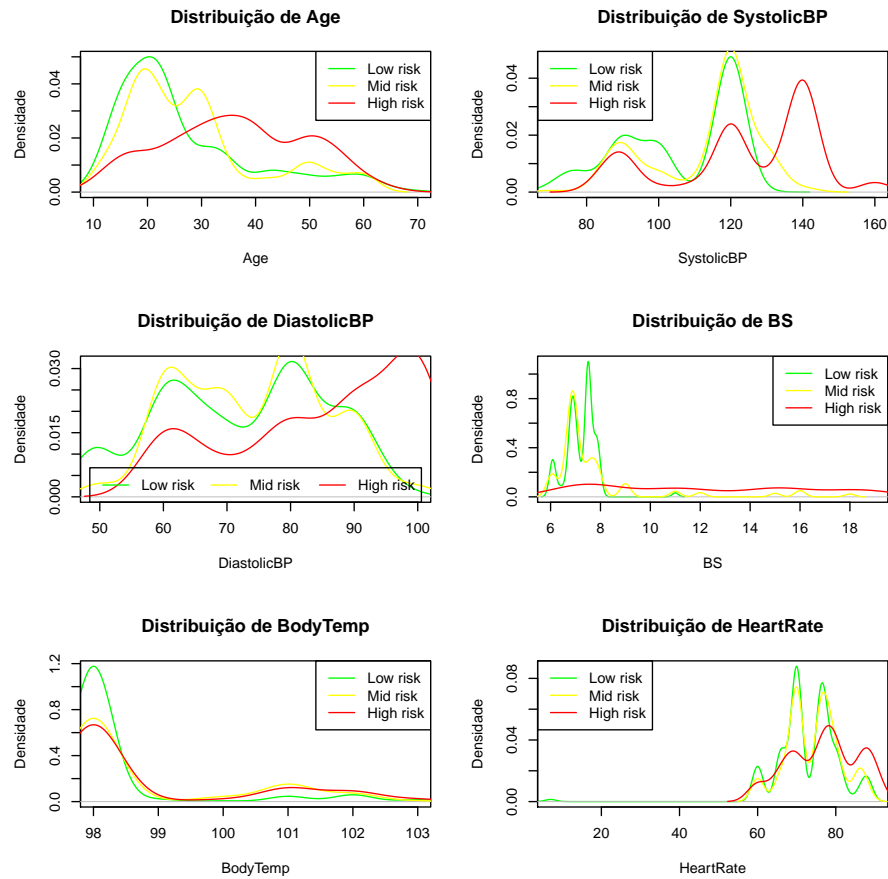 Distribuição de Age
Densidade
0.00 0.02 0.04
Low risk
Mid risk
High risk
10 20 30 40 50 60 70
Age
Distribuição de SystolicBP
Densidade
0.00 0.02 0.04
Low risk
Mid risk
High risk
80 100 120 140 160
SystolicBP
Distribuição de DiastolicBP
Densidade
0.000 0.015 0.030
Low risk Mid risk High risk
50 60 70 80 90 100
DiastolicBP
Distribuição de BS
Densidade
0.0 0.4 0.8
Low risk
Mid risk
High risk
6 8 10 12 14 16 18
BS
Distribuição de BodyTemp
Densidade
0.0 0.4 0.8 1.2
Low risk
Mid risk
High risk
98 99 100 101 102 103
BodyTemp
Distribuição de HeartRate
Densidade
0.00 0.04 0.08
Low risk
Mid risk
High risk
20 40 60 80
HeartRate